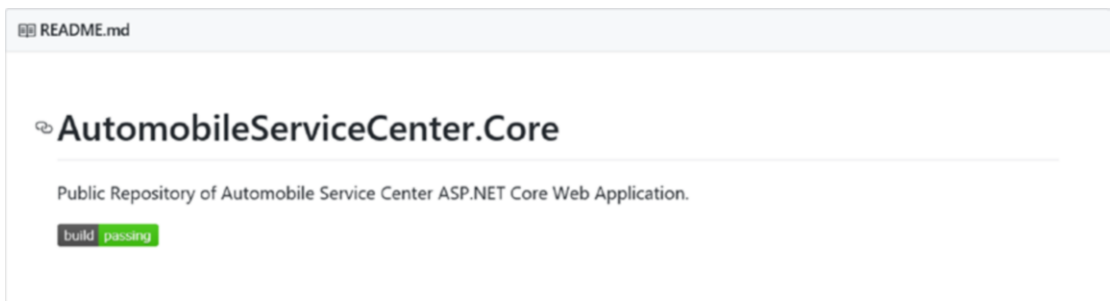 README.md
AutomobileServiceCenter.Core
Public Repository of Automobile Service Center ASP.NET Core Web Application.
build passing